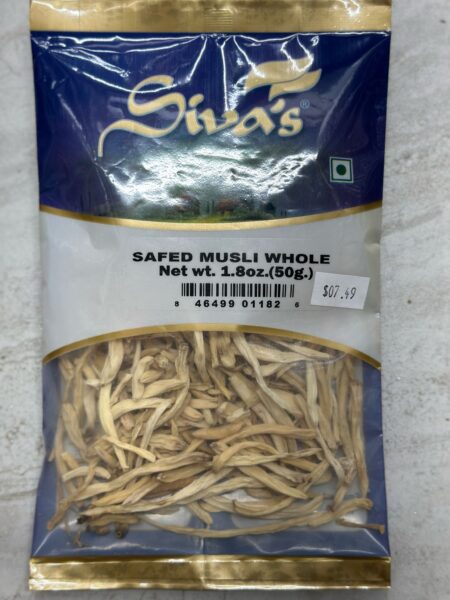 Siva's®
SAFED MUSLI WHOLE
Net wt. 1.8oz.(50g.)
8 46499 01182 6
$07.49